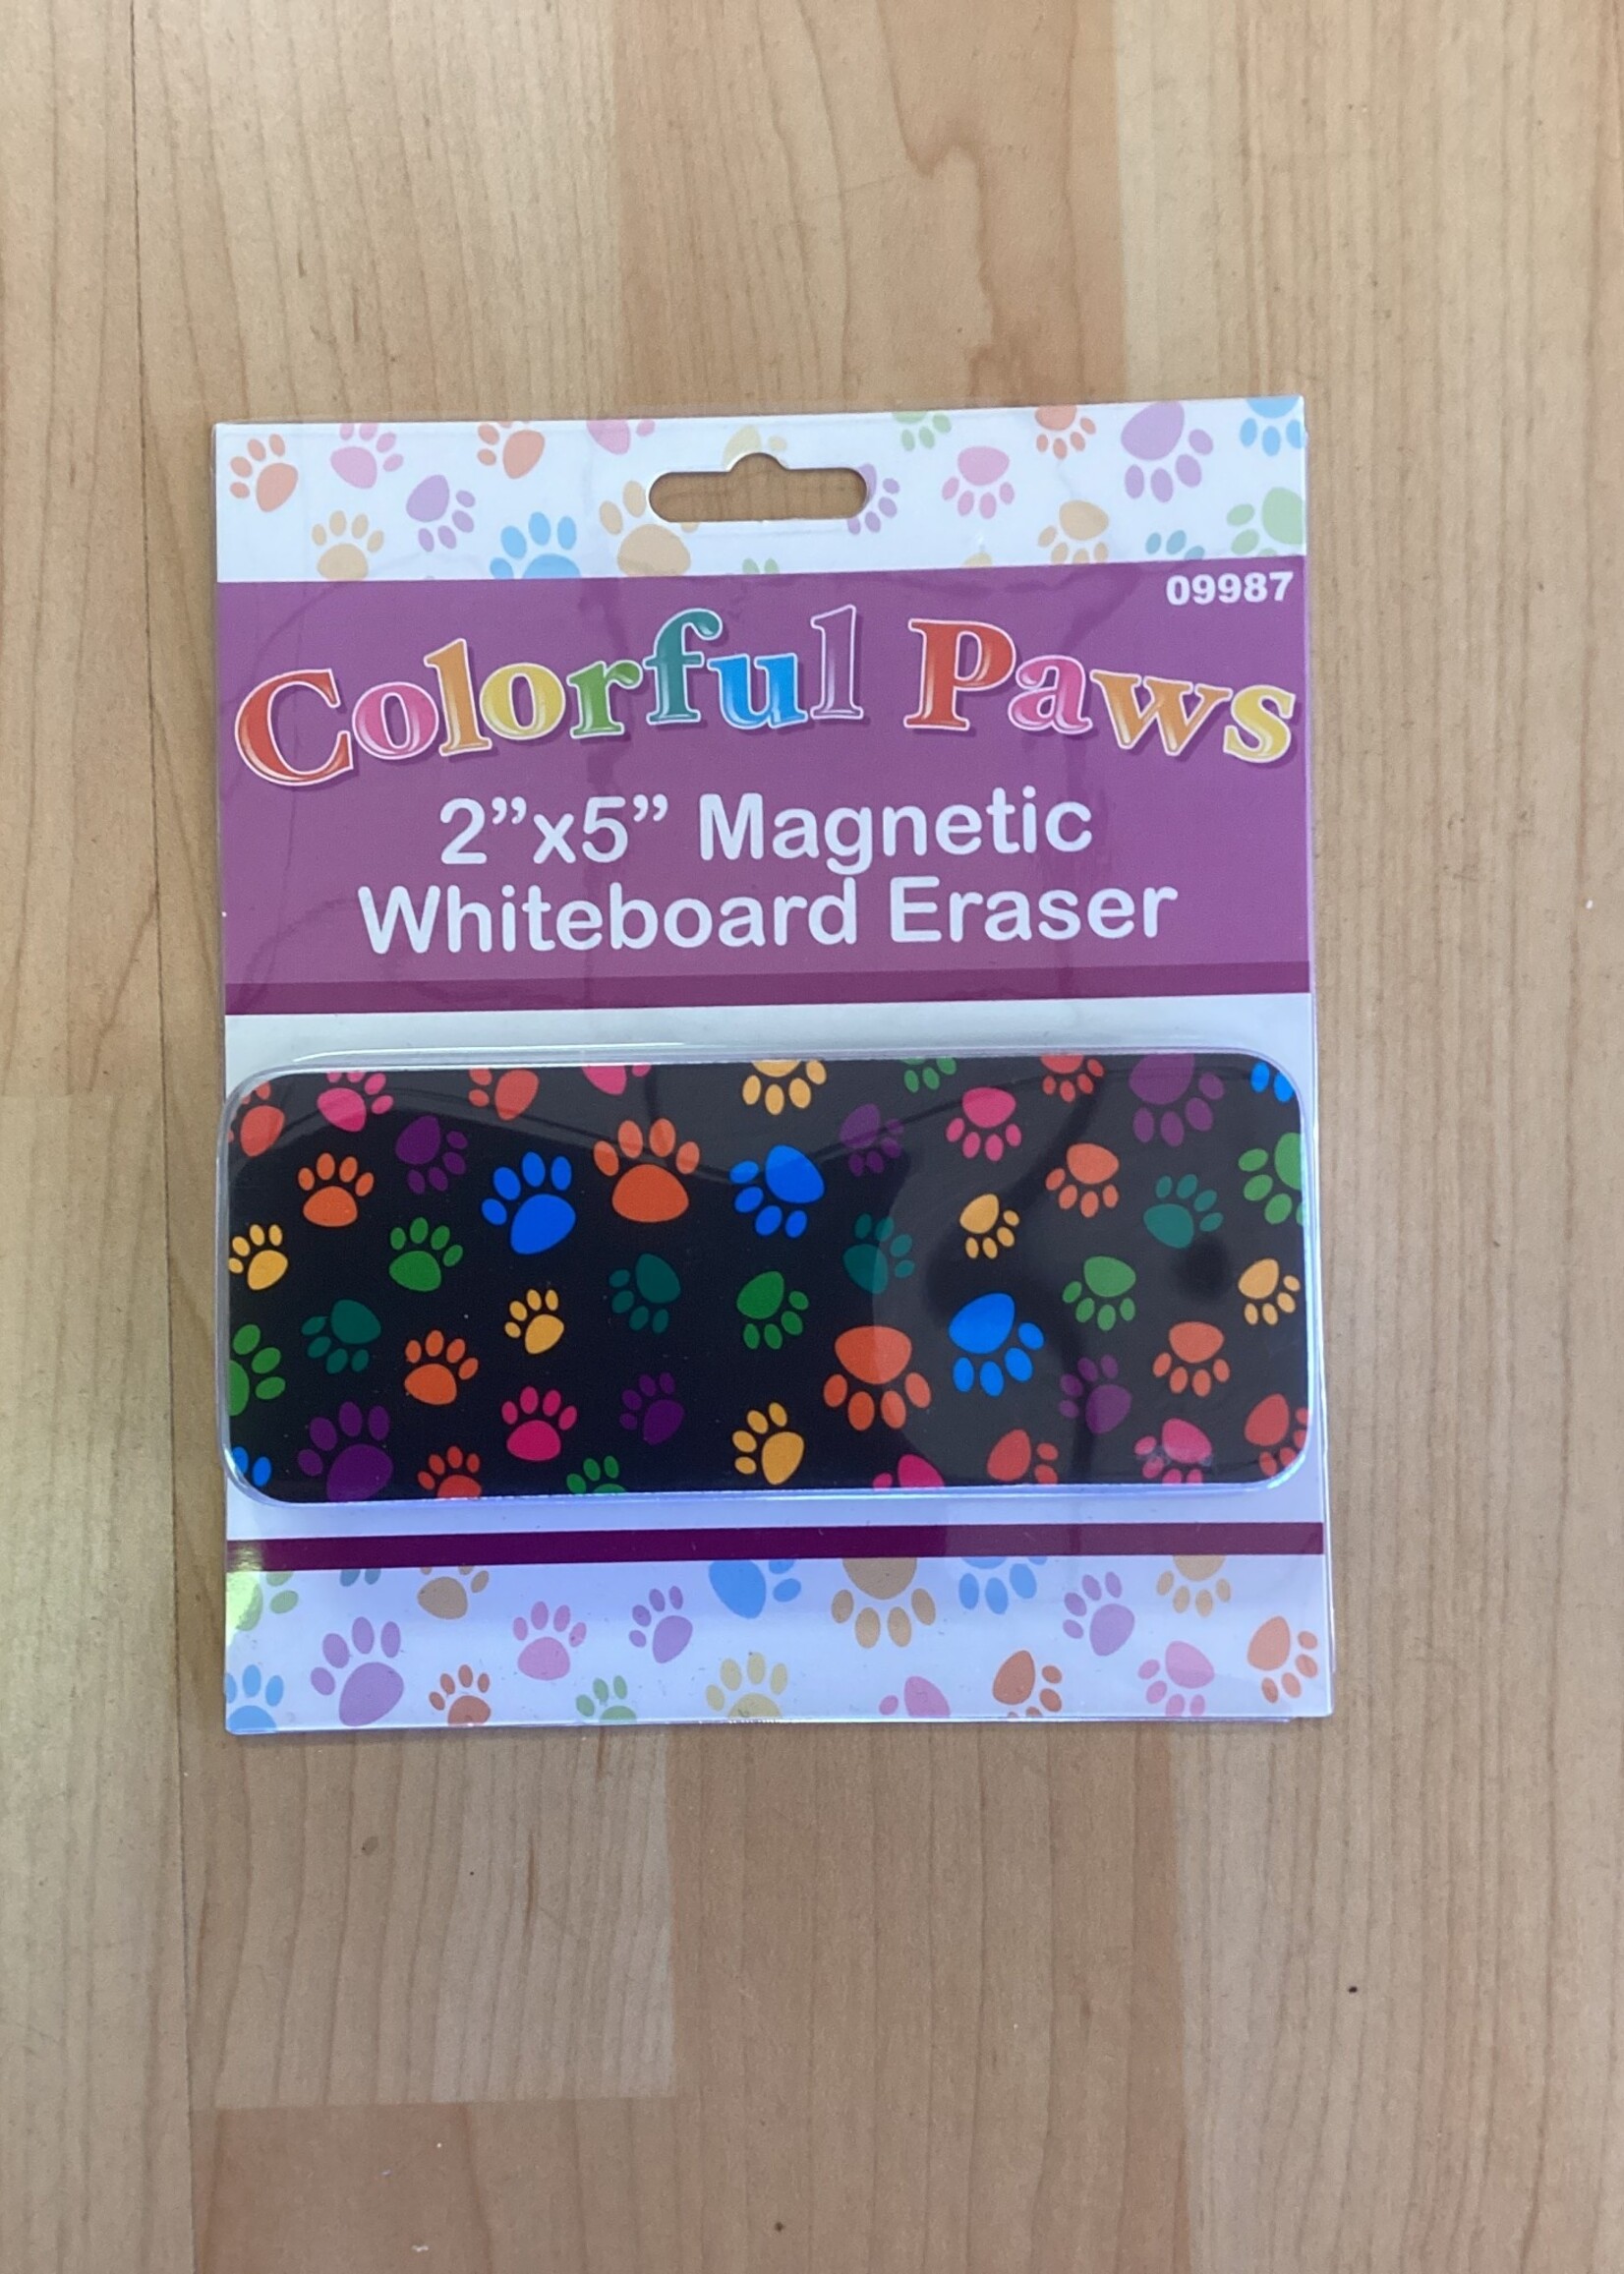 09987
Colorful Paws
2”x5” Magnetic
Whiteboard Eraser